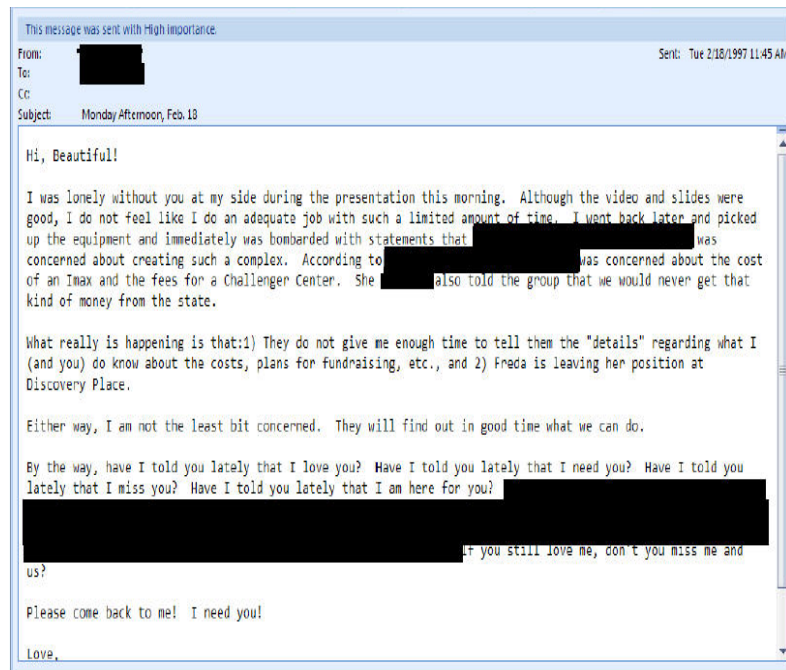 This message was sent with High importance.
From:
Sent: Tue 2/18/1997 11:45 AM
To:
Cc:
Subject: Monday Afternoon, Feb. 18
Hi, Beautiful!
I was lonely without you at my side during the presentation this morning. Although the video and slides were
good, I do not feel like I do an adequate job with such a limited amount of time. I went back later and picked
up the equipment and immediately was bombarded with statements that was
concerned about creating such a complex. According to was concerned about the cost
of an Imax and the fees for a Challenger Center. She also told the group that we would never get that
kind of money from the state.
What really is happening is that:1) They do not give me enough time to tell them the "details" regarding what I
(and you) do know about the costs, plans for fundraising, etc., and 2) Freda is leaving her position at
Discovery Place.
Either way, I am not the least bit concerned. They will find out in good time what we can do.
By the way, have I told you lately that I love you? Have I told you lately that I need you? Have I told you
lately that I miss you? Have I told you lately that I am here for you?
If you still love me, don't you miss me and
us?
Please come back to me! I need you!
Love,